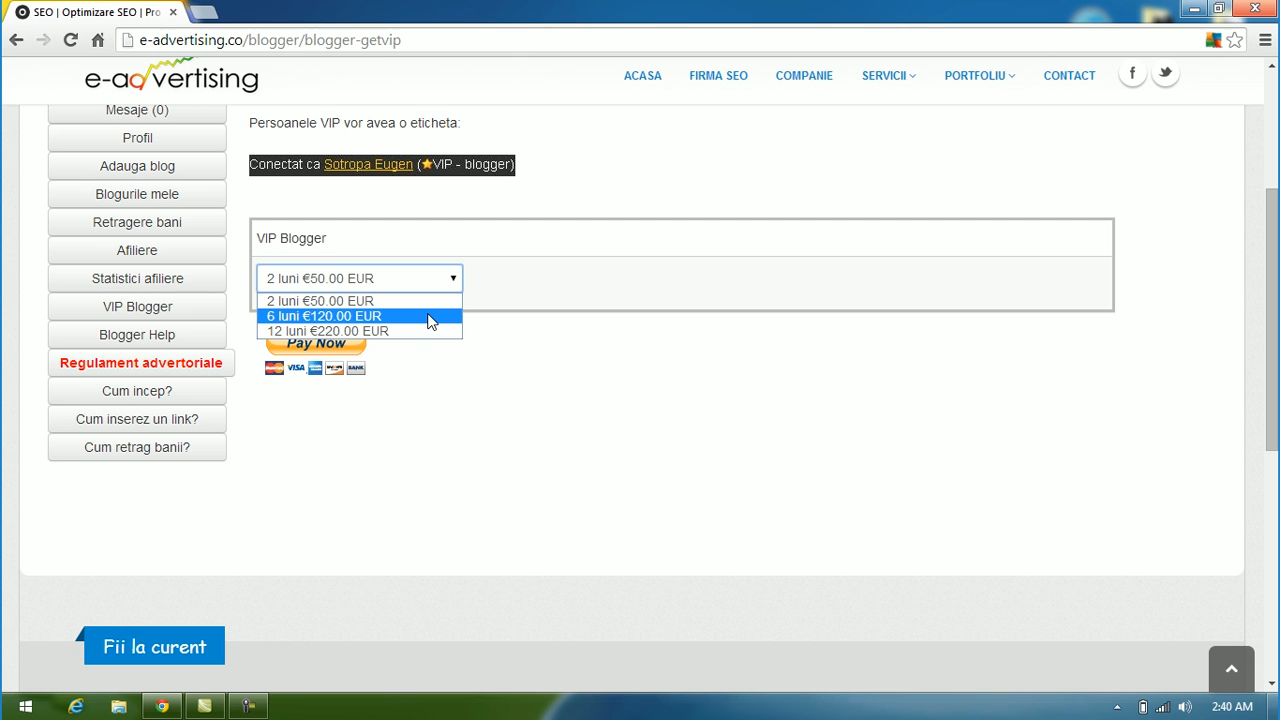 SEO | Optimizare SEO | Pro
e-advertising.co/blogger/blogger-getvip
e-advertising
ACASA
FIRMA SEO
COMPANIE
SERVICII
PORTFOLIU
CONTACT
Mesaje (0)
Profil
Adauga blog
Blogurile mele
Retragere bani
Afiliere
Statistici afiliere
VIP Blogger
Blogger Help
Regulament advertoriale
Cum incep?
Cum inserez un link?
Cum retrag banii?
Persoanele VIP vor avea o eticheta:
Conectat ca Sotropa Eugen (VIP - blogger)
VIP Blogger
2 luni €50.00 EUR
2 luni €50.00 EUR
6 luni €120.00 EUR
12 luni €220.00 EUR
Pay Now
VISA
BANK
Fii la curent
2:40 AM